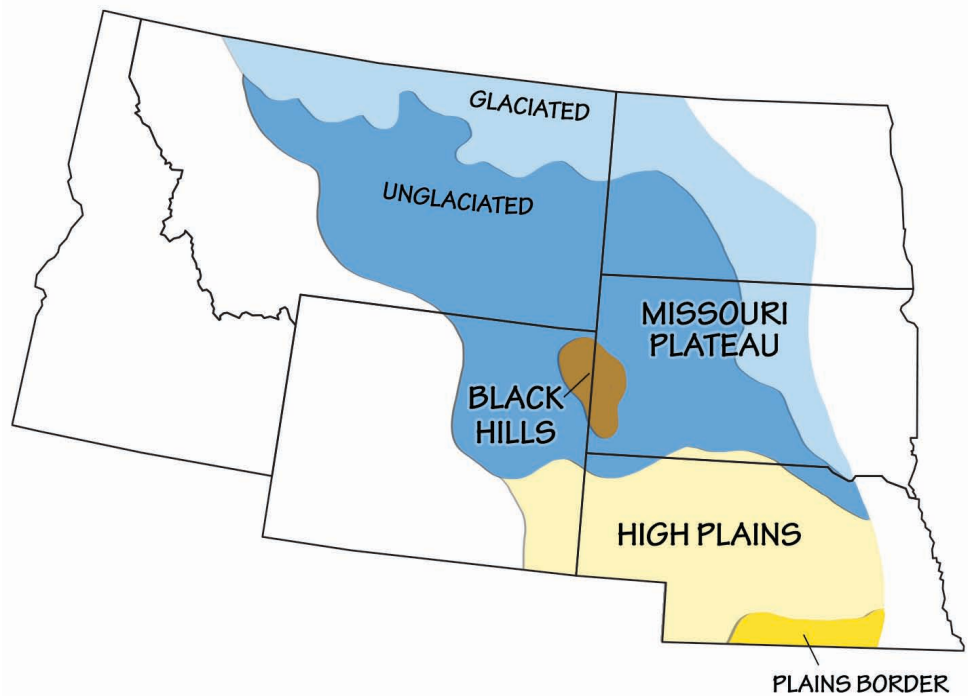 GLACIATED
UNGLACIATED
MISSOURI
PLATEAU
BLACK
HILLS
HIGH PLAINS
PLAINS BORDER